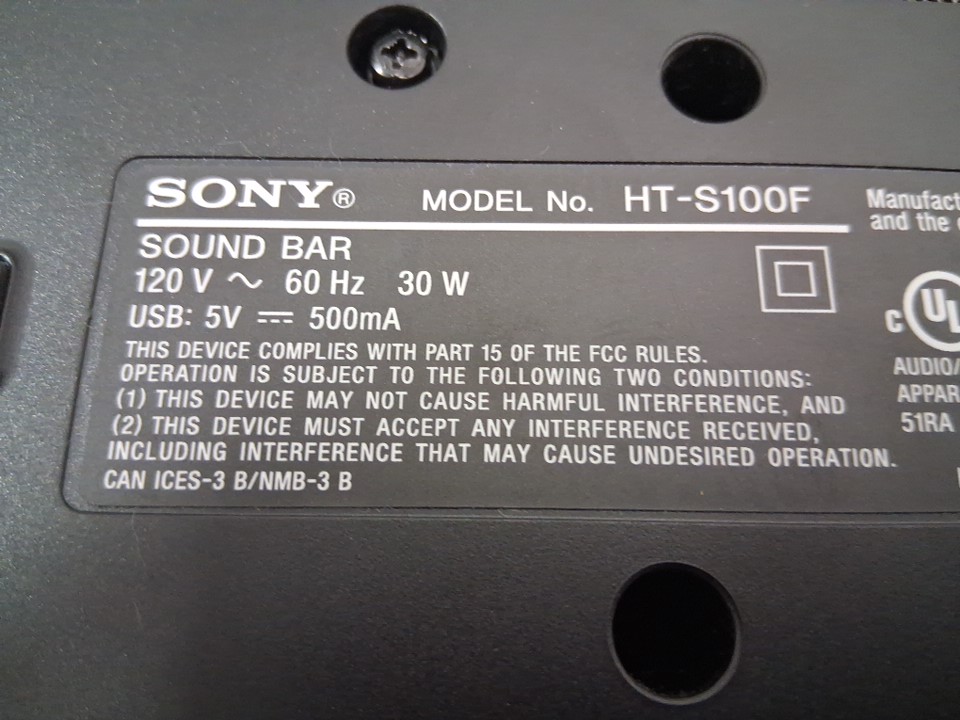 SONY® MODEL No. HT-S100F
SOUND BAR
120 V ~ 60 Hz 30 W
USB: 5V ⎓ 500mA
THIS DEVICE COMPLIES WITH PART 15 OF THE FCC RULES.
OPERATION IS SUBJECT TO THE FOLLOWING TWO CONDITIONS:
(1) THIS DEVICE MAY NOT CAUSE HARMFUL INTERFERENCE, AND
(2) THIS DEVICE MUST ACCEPT ANY INTERFERENCE RECEIVED,
INCLUDING INTERFERENCE THAT MAY CAUSE UNDESIRED OPERATION.
CAN ICES-3 B/NMB-3 B
Manufact
and the
C UL
AUDIO/
APPAR
51RA